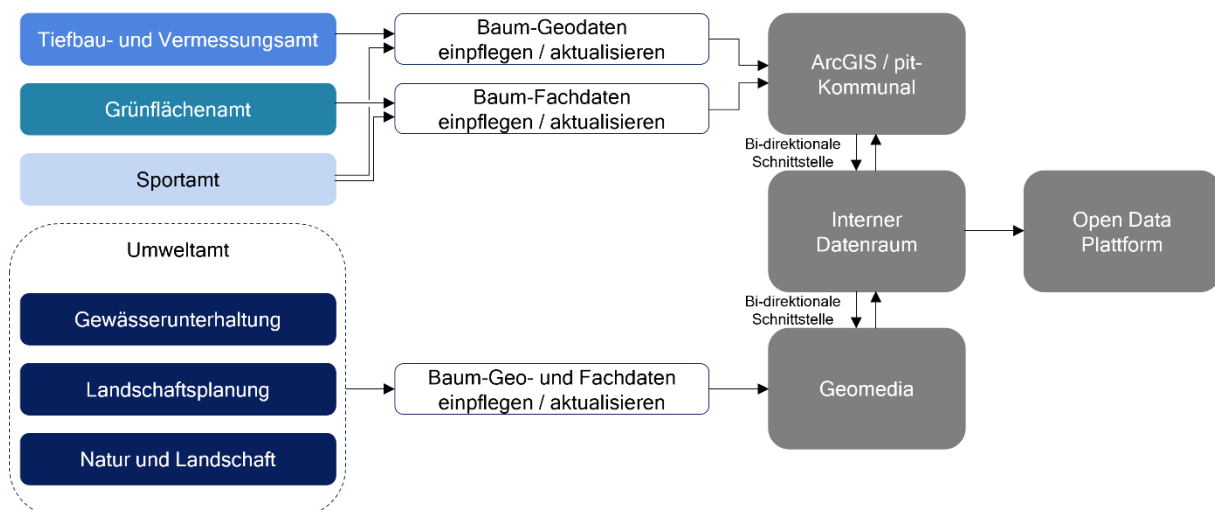 Tiefbau- und Vermessungsamt
Baum-Geodaten
einpflegen / aktualisieren
ArcGIS / pit-
Kommunal
Grünflächenamt
Baum-Fachdaten
einpflegen / aktualisieren
Sportamt
Bi-direktionale
Schnittstelle
Interner
Datenraum
Open Data
Plattform
Umweltamt
Gewässerunterhaltung
Bi-direktionale
Schnittstelle
Landschaftsplanung
Baum-Geo- und Fachdaten
einpflegen / aktualisieren
Geomedia
Natur und Landschaft